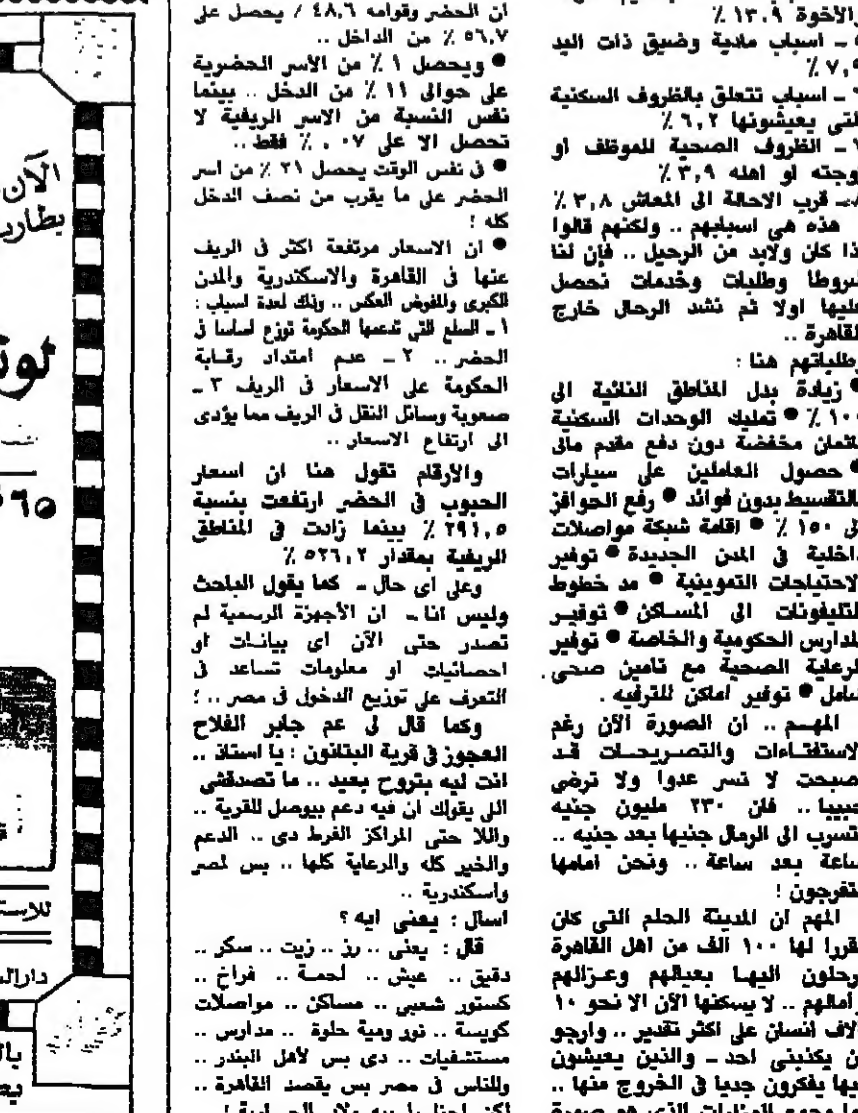 والأخوة ١٣،٩ ٪
ـ اسباب مادية وضيق ذات اليد
٧،٩ ٪
ـ اسباب تتعلق بالظروف السكنية
التى يعيشونها ٦,٢ ٪
ـ الظروف الصحية للموظف أو
زوجته او اهله ٣,٩ ٪
٨ـ قرب الاحالة الى المعاش ٣,٨ ٪
هذه هى اسبابهم .. ولكنهم قالوا
اذا كان ولابد من الرحيل .. فإن لنا
شروطا وطلبات وخدمات نحصل
عليها اولا ثم نشد الرحال خارج
القاهرة ..
وطلباتهم هنا :
● زيادة بدل المناطق النائية الى
١٠٠ ٪ ● تمليك الوحدات السكنية
باثمان مخفضة دون دفع مقدم مالى
● حصول العاملين على سيارات
بالتقسيط بدون فوائد ● رفع الحوافز
الى ١٥٠ ٪ ● اقامة شبكة مواصلات
داخلية فى المدن الجديدة ● توفير
الاحتياجات التموينية ● مد خطوط
التليفونات الى المساكن ● توفير
المدارس الحكومية والخاصة ● توفير
الرعاية الصحية مع تامين صحى
شامل ● توفير اماكن للترفيه .
المهم .. ان الصورة الآن رغم
الاستفتاءات والتصريحات قد
اصبحت لا تسر عدوا ولا ترضى
حبيبا .. فان ٢٣٠ مليون جنيه
تتسرب الى الرمال جنيها بعد جنيه ..
ساعة بعد ساعة .. ونحن امامها
متفرجون !
المهم ان المدينة الحلم التى كان
مقررا لها ١٠٠ الف من اهل القاهرة
يرحلون اليها بعيالهم وعزالهم
وأمالهم .. لا يسكنها الآن الا نحو ١٠
آلاف انسان على اكثر تقدير .. وارجو
ان يكذبنى احد ـ والذين يعيشون
فيها يفكرون جديا فى الخروج منها ..
ان الحضر وقوامه ٤٨,٦ ٪ يحصل على
٥٦,٧ ٪ من الداخل ..
● ويحصل ١ ٪ من الأسر الحضرية
على حوالى ١١ ٪ من الدخل .. بينما
نفس النسبة من الاسر الريفية لا
تحصل الا على ٠٧ . ٪ فقط ..
● فى نفس الوقت يحصل ٢١ ٪ من اسر
الحضر على ما يقرب من نصف الدخل
كله !
● ان الاسعار مرتفعة اكثر فى الريف
عنها فى القاهرة والاسكندرية والمدن
الكبرى والمفروض العكس .. وذلك لعدة اسباب :
١ ـ السلع التى تدعمها الحكومة توزع اساسا فى
الحضر .. ٢ ـ عدم امتداد رقابة
الحكومة على الاسعار فى الريف ٣ ـ
صعوبة وسائل النقل فى الريف مما يؤدى
الى ارتفاع الاسعار ..
والارقام تقول هنا ان اسعار
الحبوب فى الحضر ارتفعت بنسبة
٢٩١,٥ ٪ بينما زادت فى المناطق
الريفية بمقدار ٥٢٦,٢ ٪
وعلى اى حال ـ كما يقول الباحث
وليس انا ـ ان الأجهزة الرسمية لم
تصدر حتى الآن اى بيانات او
احصائيات او معلومات تساعد فى
التعرف على توزيع الدخول فى مصر .. ؛
وكما قال لى عم جابر الفلاح
العجوز فى قرية البتانون : يا استاذ ..
انت ليه بتروح بعيد .. ما تصدقشى
اللى يقولك ان فيه دعم بيوصل للقرية ..
واللا حتى المراكز الفرط دى .. الدعم
والخير كله والرعاية كلها .. بس لمصر
واسكندرية ..
اسال : يعنى ايه ؟
قال : يعنى .. رز .. زيت .. سكر ..
دقيق .. عيش .. لحمة .. فراخ ..
كستور شعبى .. مساكن .. مواصلات
كويسة .. نور ومية حلوة .. مدارس ..
مستشفيات .. دى بس لأهل البندر ..
والناس فى مصر بس يقصد القاهرة ..
الآن